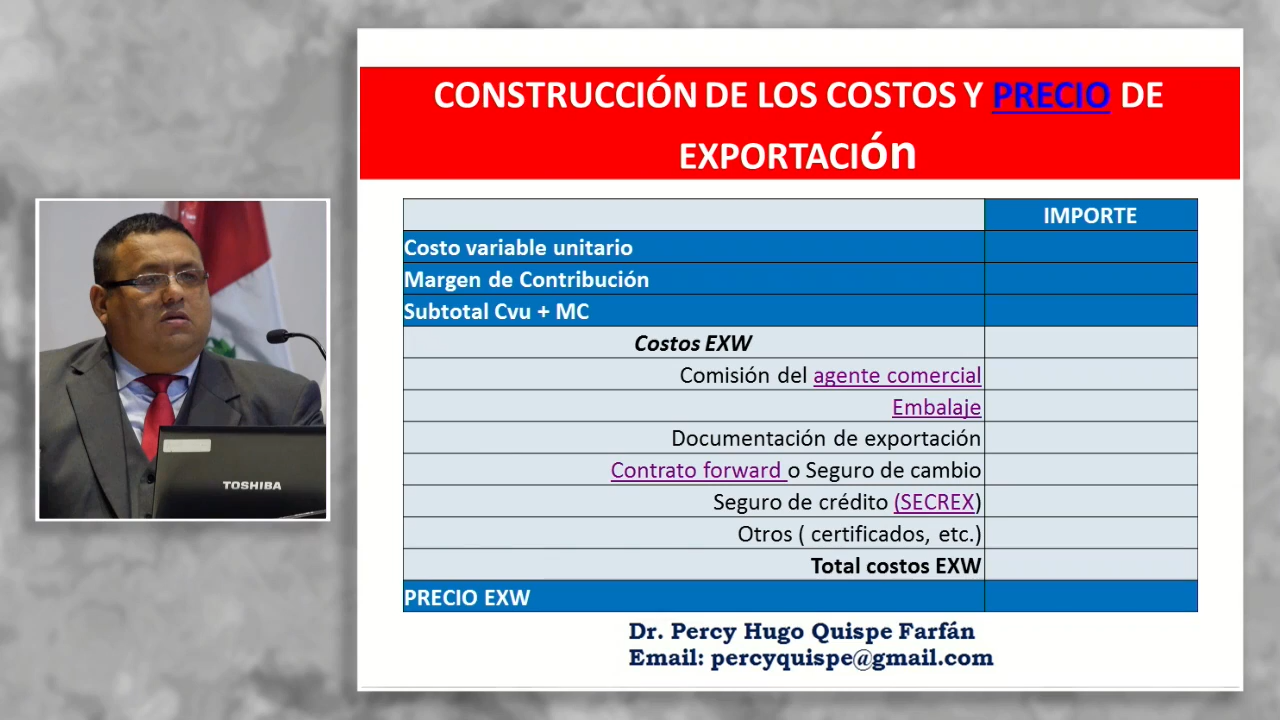 CONSTRUCCIÓN DE LOS COSTOS Y PRECIO DE
EXPORTACIón
IMPORTE
Costo variable unitario
Margen de Contribución
Subtotal Cvu + MC
Costos EXW
Comisión del agente comercial
Embalaje
Documentación de exportación
Contrato forward o Seguro de cambio
Seguro de crédito (SECREX)
Otros ( certificados, etc.)
Total costos EXW
PRECIO EXW
Dr. Percy Hugo Quispe Farfán
Email: percyquispe@gmail.com
TOSHIBA